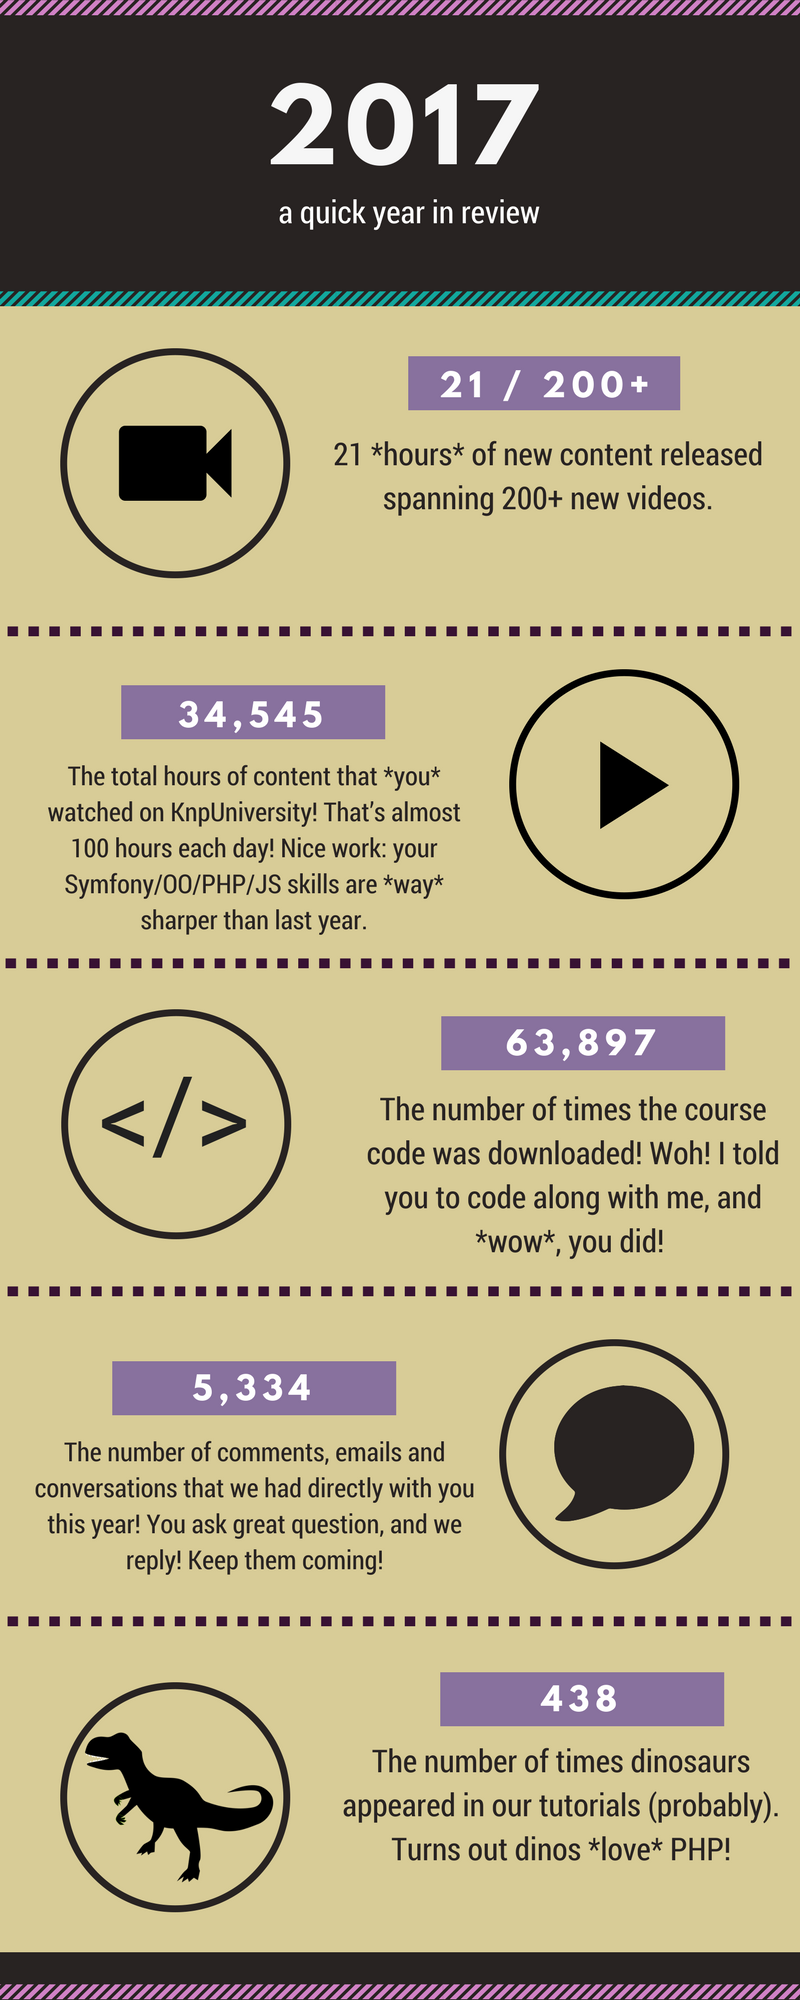 2017
a quick year in review
21 / 200+
21 *hours* of new content released
spanning 200+ new videos.
34,545
The total hours of content that *you*
watched on KnpUniversity! That's almost
100 hours each day! Nice work: your
Symfony/OO/PHP/JS skills are *way*
sharper than last year.
</>
63,897
The number of times the course
code was downloaded! Woh! I told
you to code along with me, and
*wow*, you did!
5,334
The number of comments, emails and
conversations that we had directly with you
this year! You ask great question, and we
reply! Keep them coming!
438
The number of times dinosaurs
appeared in our tutorials (probably).
Turns out dinos *love* PHP!